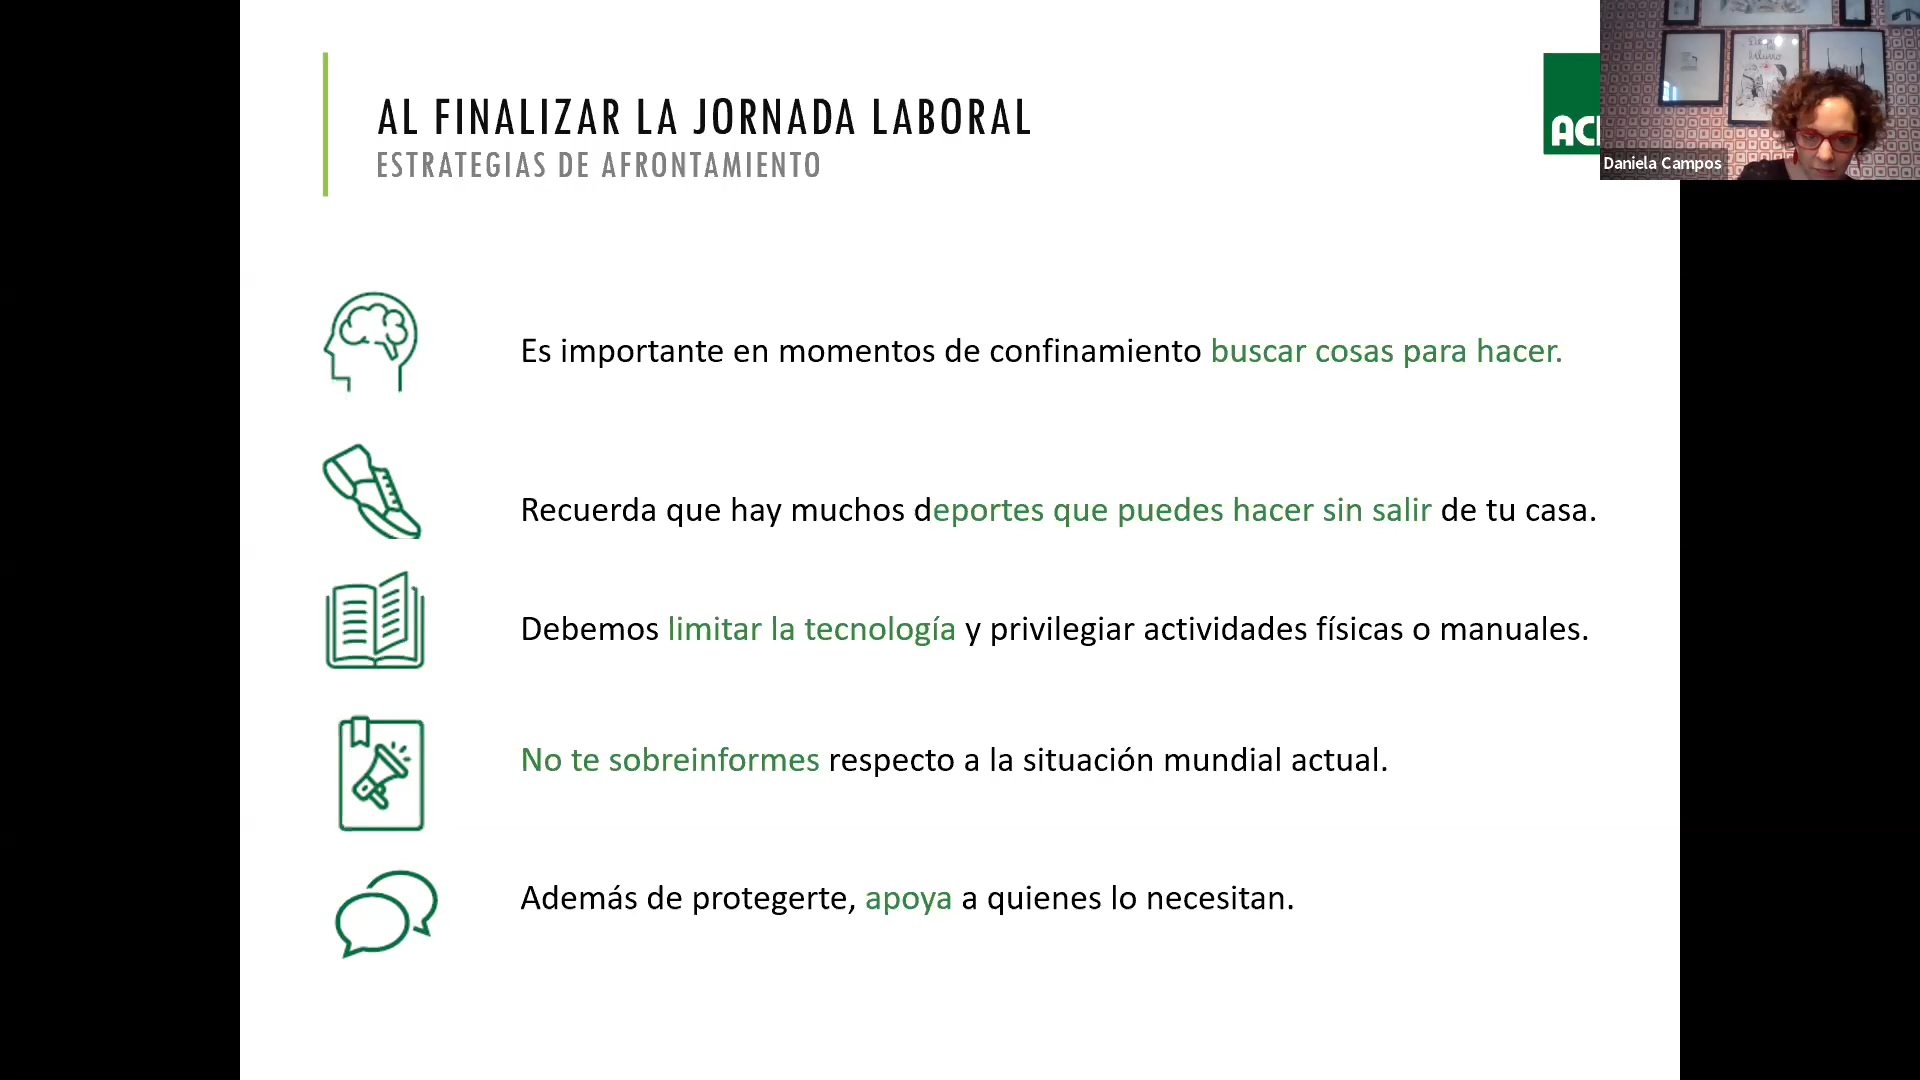 AL FINALIZAR LA JORNADA LABORAL
ESTRATEGIAS DE AFRONTAMIENTO
Daniela Campos
Es importante en momentos de confinamiento buscar cosas para hacer.
Recuerda que hay muchos deportes que puedes hacer sin salir de tu casa.
Debemos limitar la tecnología y privilegiar actividades físicas o manuales.
No te sobreinformes respecto a la situación mundial actual.
Además de protegerte, apoya a quienes lo necesitan.